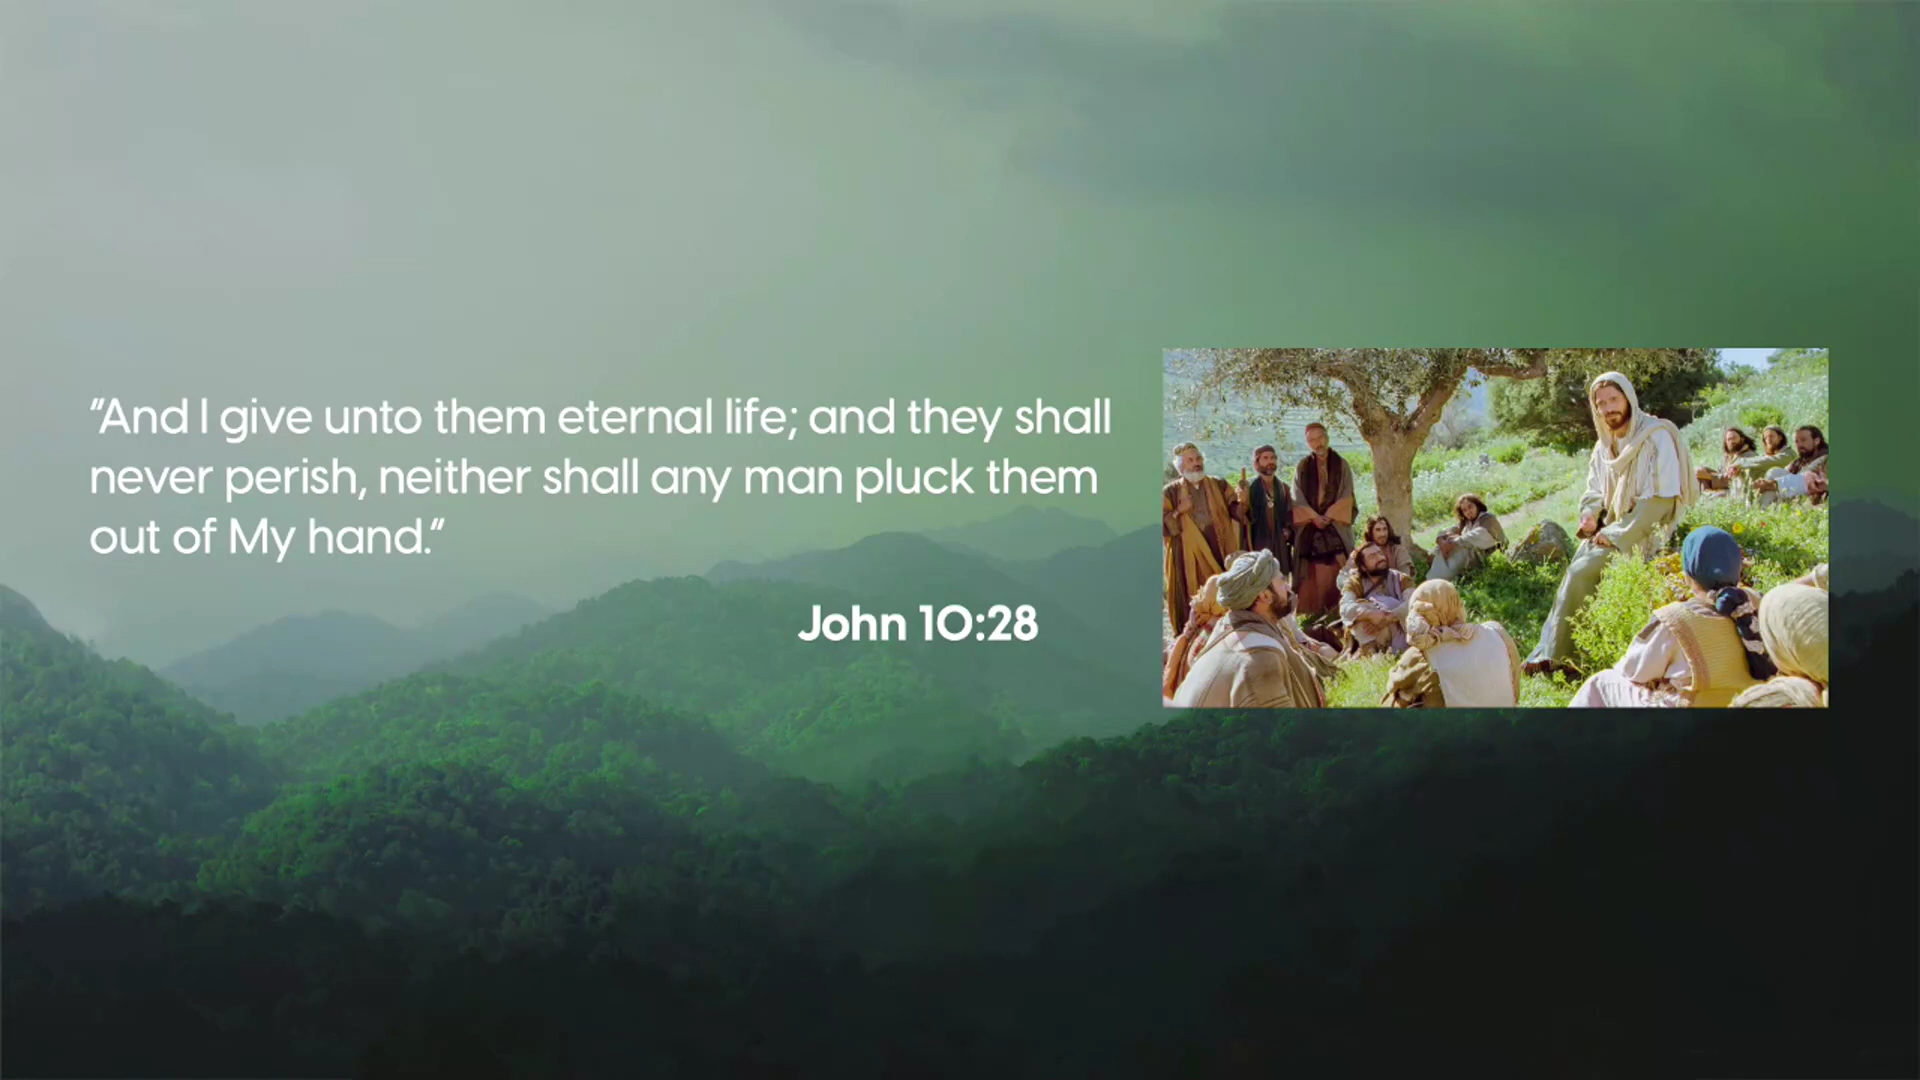 “And I give unto them eternal life; and they shall
never perish, neither shall any man pluck them
out of My hand.“
John 10:28